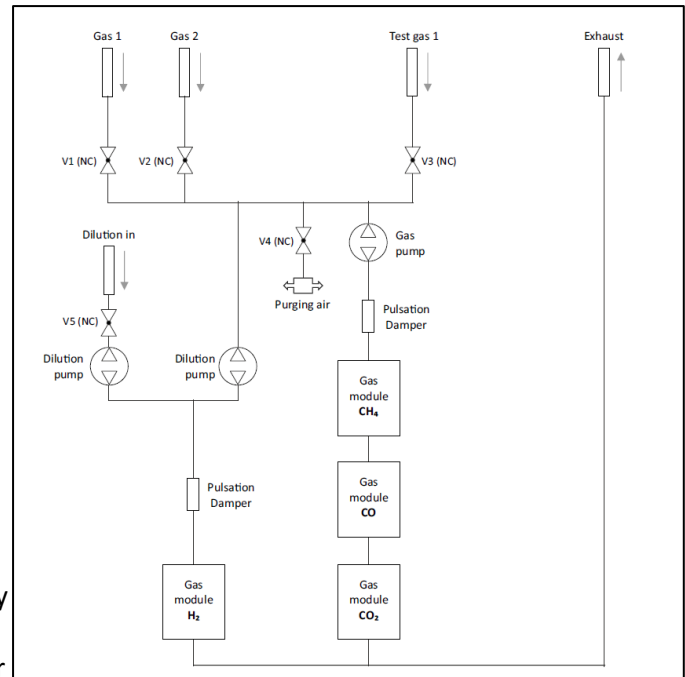 Gas 1
Gas 2
Test gas 1
Exhaust
V1 (NC)
V2 (NC)
V3 (NC)
Dilution in
V4 (NC)
Gas
pump
Purging air
V5 (NC)
Pulsation
Damper
Dilution
pump
Dilution
pump
Gas
module
CH₄
Pulsation
Damper
Gas
module
CO
Gas
module
H₂
Gas
module
CO₂
y
r